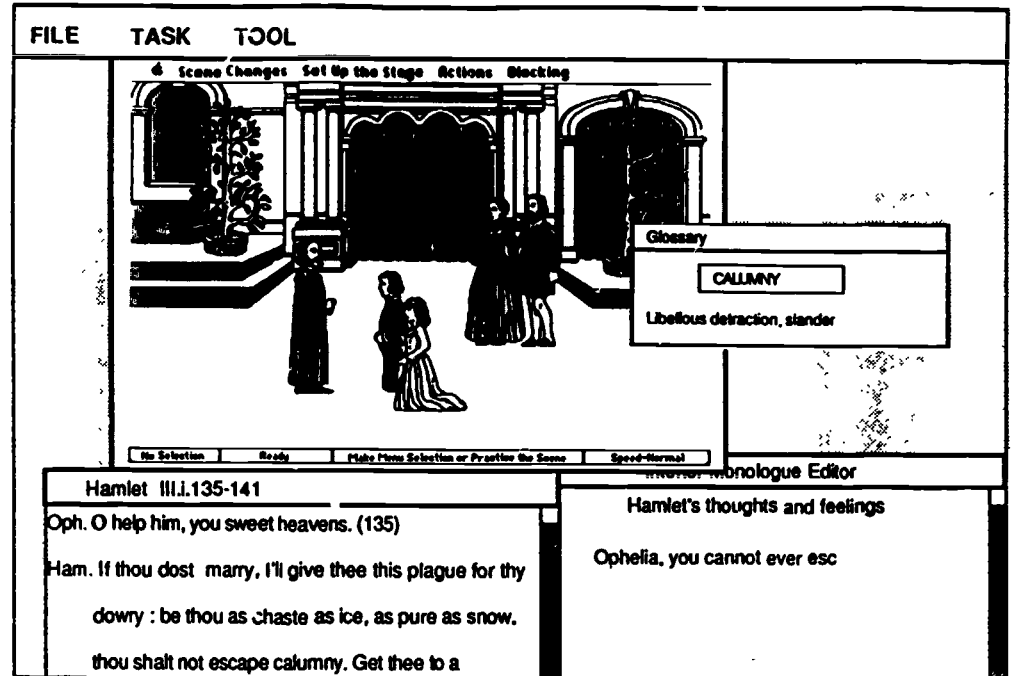 FILE TASK TOOL
Scene Changes Set Up the Stage Actions Blocking
Glossary
CALUMNY
Libellous detraction, slander
No Selection Ready Make Menu Selection or Practice the Scene Speed-Normal
Hamlet III.i.135-141
Oph. O help him, you sweet heavens. (135)
Ham. If thou dost marry, I'll give thee this plague for thy
dowry : be thou as chaste as ice, as pure as snow,
thou shalt not escape calumny. Get thee to a
Monologue Editor
Hamlet's thoughts and feelings
Ophelia, you cannot ever esc